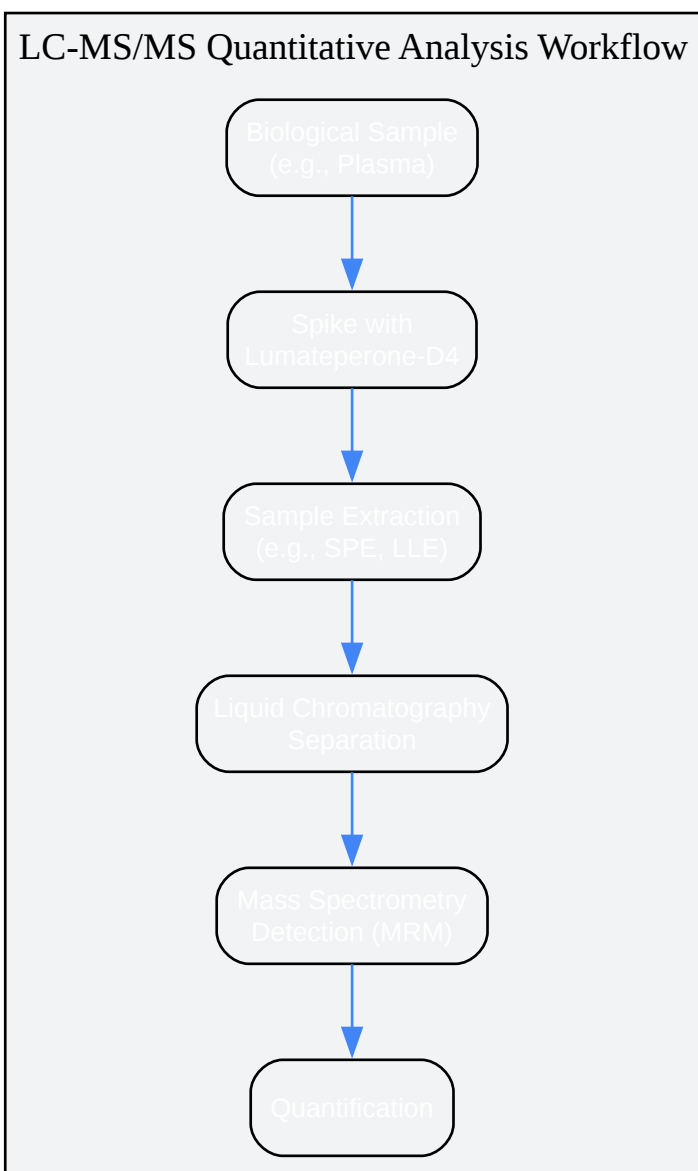 LC-MS/MS Quantitative Analysis Workflow
Biological Sample
(e.g., Plasma)
Spike with
Lumateperone-D4
Sample Extraction
(e.g., SPE, LLE)
Liquid Chromatography
Separation
Mass Spectrometry
Detection (MRM)
Quantification